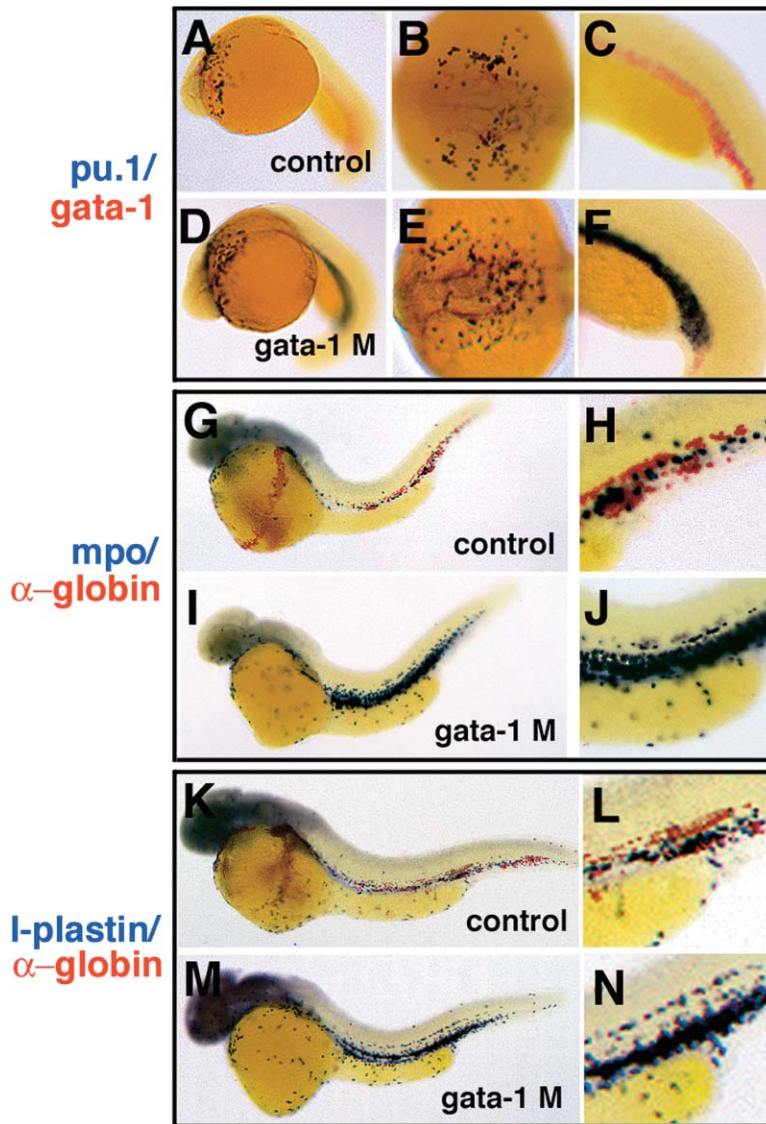 pu.1/
gata-1
A
B
C
control
D
E
F
gata-1 M
mpo/
α–globin
G
H
control
I
J
gata-1 M
l-plastin/
α–globin
K
L
control
M
N
gata-1 M